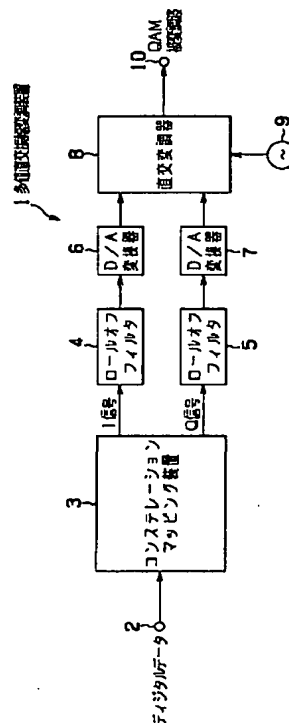 1 多値直交振幅変調装置
ディジタルデータ
2
3
コンステレーション
マッピング装置
I信号
Q信号
4
ロールオフ
フィルタ
5
ロールオフ
フィルタ
6
D/A
変換器
7
D/A
変換器
8
直交変調器
9
10
QAM
被変調波